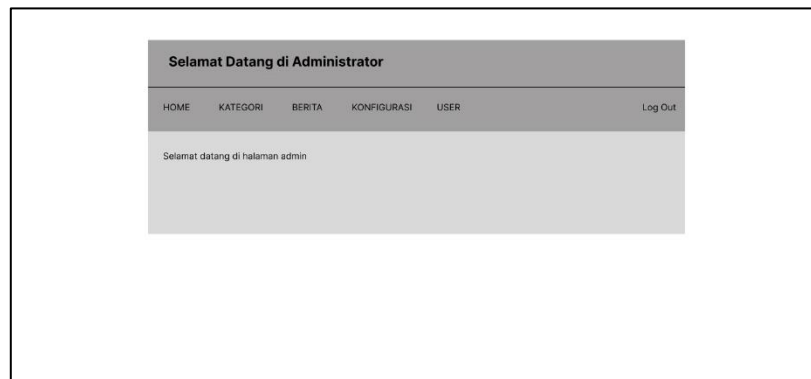 Selamat Datang di Administrator
HOME KATEGORI BERITA KONFIGURASI USER Log Out
Selamat datang di halaman admin